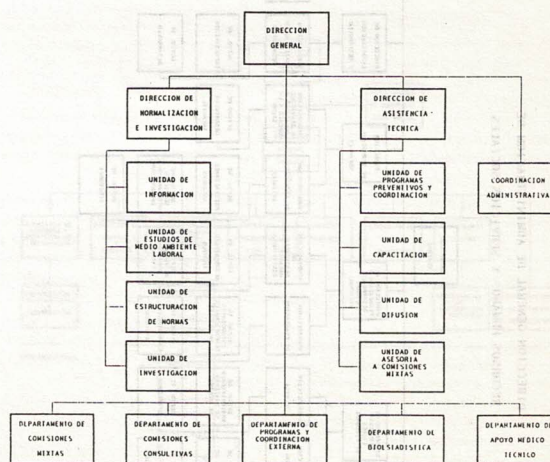 DIRECCION
GENERAL
DIRECCION DE
NORMALIZACION
E INVESTIGACION
DIRECCION DE
ASISTENCIA
TECNICA
UNIDAD DE
INFORMACION
UNIDAD DE
PROGRAMAS
PREVENTIVOS Y
COORDINACION
COORDINACION
ADMINISTRATIVA
UNIDAD DE
ESTUDIOS DE
MEDIO AMBIENTE
LABORAL
UNIDAD DE
CAPACITACION
UNIDAD DE
ESTRUCTURACION
DE NORMAS
UNIDAD DE
DIFUSION
UNIDAD DE
INVESTIGACION
UNIDAD DE
ASESORIA
A COMISIONES
MIXTAS
DEPARTAMENTO DE
COMISIONES
MIXTAS
DEPARTAMENTO DE
COMISIONES
CONSULTIVAS
DEPARTAMENTO DE
PROGRAMAS Y
COORDINACION
EXTERNA
DEPARTAMENTO DE
BIOESTADISTICA
DEPARTAMENTO DE
APOYO MEDICO
TECNICO